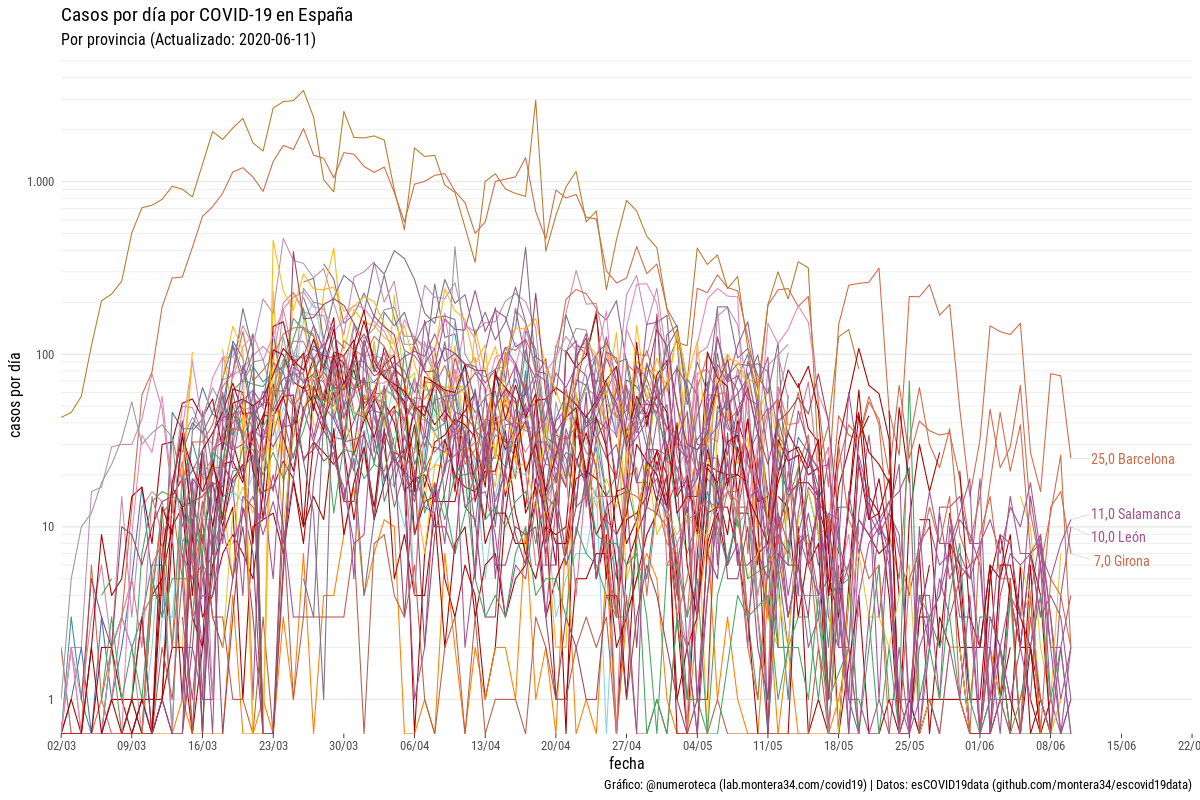 Casos por día por COVID-19 en España
Por provincia (Actualizado: 2020-06-11)
casos por día
1.000
100
10
1
25,0 Barcelona
11,0 Salamanca
10,0 León
7,0 Girona
02/03 09/03 16/03 23/03 30/03 06/04 13/04 20/04 27/04 04/05 11/05 18/05 25/05 01/06 08/06 15/06 22/0
fecha
Gráfico: @numeroteca (lab.montera34.com/covid19) | Datos: esCOVID19data (github.com/montera34/escovid19data)